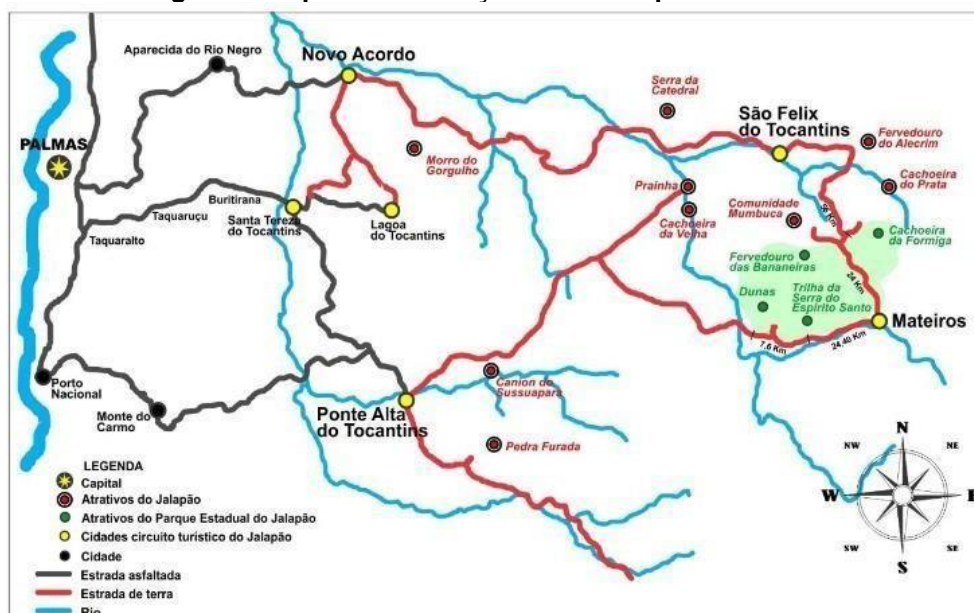 Aparecida do Rio Negro
Novo Acordo
Serra da
Catedral
São Felix
do Tocantins
Fervedouro
do Alecrim
PALMAS
Morro do
Gorgulho
Prainha
Cachoeira
do Prata
Buritirana
Taquaruçu
Santa Tereza
do Tocantins
Lagoa
do Tocantins
Cachoeira
da Velha
Comunidade
Mumbuca
56 Km
Cachoeira
da Formiga
Taquaralto
Fervedouro
das Bananeiras
24 Km
Dunas
Trilha da
Serra do
Espírito Santo
Mateiros
7,6 Km
24,40 Km
Porto
Nacional
Monte do
Carmo
Canion do
Sussuapara
Ponte Alta
do Tocantins
Pedra Furada
N
NW
NE
W
E
SW
SE
S
LEGENDA
Capital
Atrativos do Jalapão
Atrativos do Parque Estadual do Jalapão
Cidades circuito turístico do Jalapão
Cidade
Estrada asfaltada
Estrada de terra
Rio